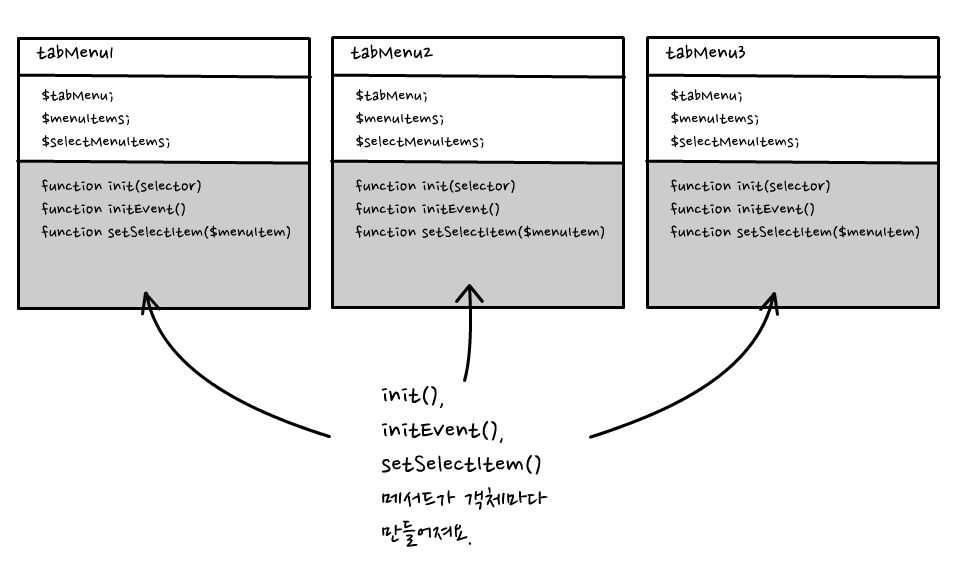 tabMenu1
$tabMenu;
$menuItems;
$selectMenuItems;
function init(selector)
function initEvent()
function setSelectItem($menuItem)
tabMenu2
$tabMenu;
$menuItems;
$selectMenuItems;
function init(selector)
function initEvent()
function setSelectItem($menuItem)
tabMenu3
$tabMenu;
$menuItems;
$selectMenuItems;
function init(selector)
function initEvent()
function setSelectItem($menuItem)
init(),
initEvent(),
setSelectItem()
메서드가 객체마다
만들어져요.